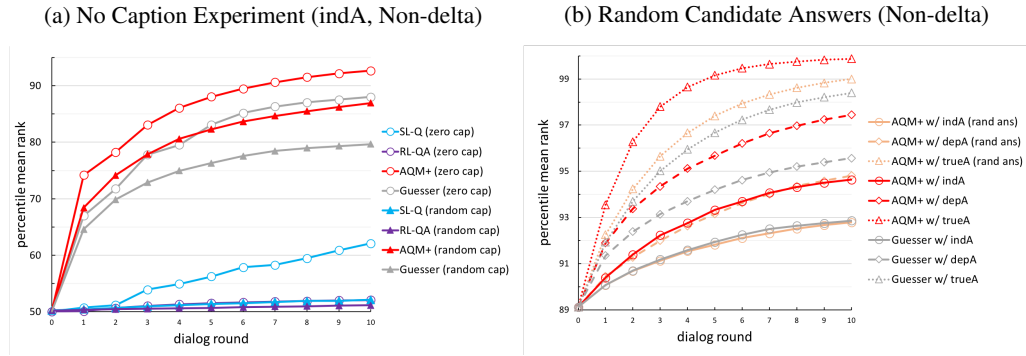 (a) No Caption Experiment (indA, Non-delta)
percentile mean rank
90
80
70
60
50
0 1 2 3 4 5 6 7 8 9 10
dialog round
SL-Q (zero cap)
RL-QA (zero cap)
AQM+ (zero cap)
Guesser (zero cap)
SL-Q (random cap)
RL-QA (random cap)
AQM+ (random cap)
Guesser (random cap)
(b) Random Candidate Answers (Non-delta)
percentile mean rank
99
97
95
93
91
89
0 1 2 3 4 5 6 7 8 9 10
dialog round
AQM+ w/ indA (rand ans)
AQM+ w/ depA (rand ans)
AQM+ w/ trueA (rand ans)
AQM+ w/ indA
AQM+ w/ depA
AQM+ w/ trueA
Guesser w/ indA
Guesser w/ depA
Guesser w/ trueA